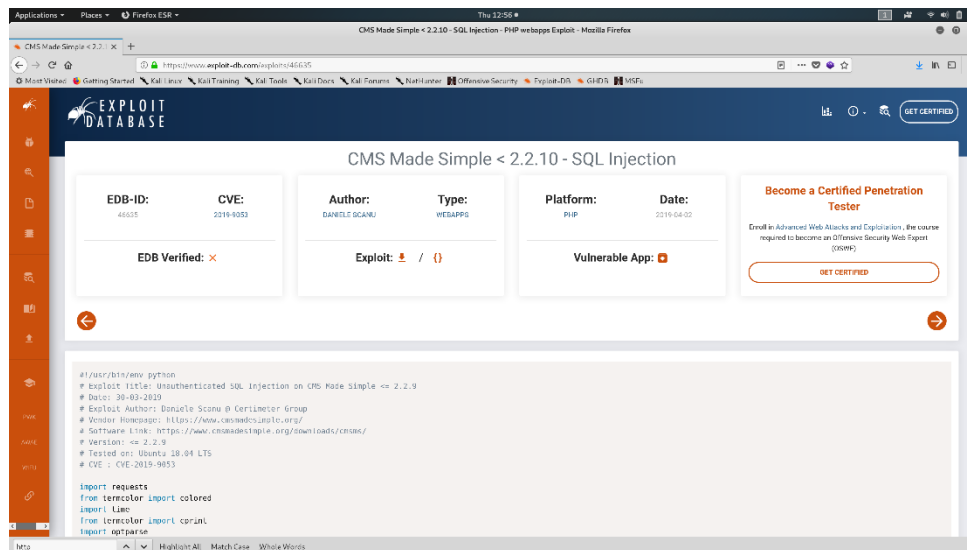 Applications Places Firefox ESR Thu 12:56 1
CMS Made Simple < 2.2.10 - SQL Injection - PHP webapps Exploit - Mozilla Firefox
CMS Made Simple < 2.2.1 × +
https://www.exploit-db.com/exploits/46635
Most Visited Getting Started Kali Linux Kali Training Kali Tools Kali Docs Kali Forums NetHunter Offensive Security Exploit-DB GHDB MSFu
EXPLOIT
DATABASE
GET CERTIFIED
CMS Made Simple < 2.2.10 - SQL Injection
EDB-ID:
46635
CVE:
2019-9053
EDB Verified: ×
Author:
DANIELE SCANU
Type:
WEBAPPS
Exploit: / {}
Platform:
PHP
Date:
2019-04-02
Vulnerable App:
Become a Certified Penetration
Tester
Enroll in Advanced Web Attacks and Exploitation , the course
required to become an Offensive Security Web Expert
(OSWE)
GET CERTIFIED
#!/usr/bin/env python
# Exploit Title: Unauthenticated SQL Injection on CMS Made Simple <= 2.2.9
# Date: 30-03-2019
# Exploit Author: Daniele Scanu @ Certimeter Group
# Vendor Homepage: https://www.cmsmadesimple.org/
# Software Link: https://www.cmsmadesimple.org/downloads/cmsms/
# Version: <= 2.2.9
# Tested on: Ubuntu 18.04 LTS
# CVE : CVE-2019-9053
import requests
from termcolor import colored
import time
from termcolor import cprint
import optparse
PWK
AWAE
WIFU
http Highlight All Match Case Whole Words